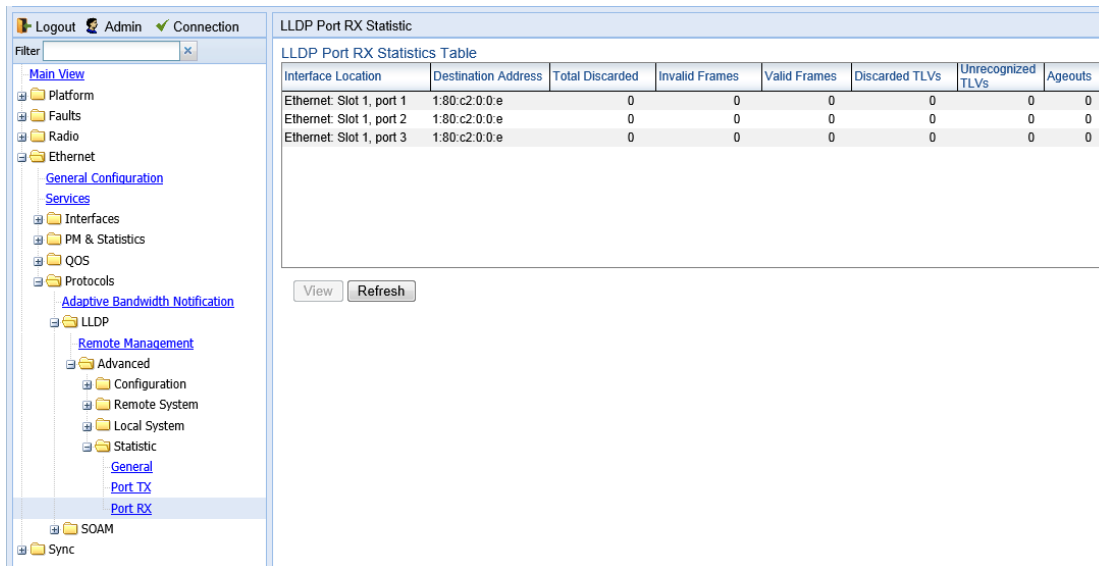 Logout Admin Connection
Filter
Main View
Platform
Faults
Radio
Ethernet
General Configuration
Services
Interfaces
PM & Statistics
QOS
Protocols
Adaptive Bandwidth Notification
LLDP
Remote Management
Advanced
Configuration
Remote System
Local System
Statistic
General
Port TX
Port RX
SOAM
Sync
LLDP Port RX Statistic
LLDP Port RX Statistics Table
Interface Location Destination Address Total Discarded Invalid Frames Valid Frames Discarded TLVs Unrecognized TLVs Ageouts
Ethernet: Slot 1, port 1 1:80:c2:0:0:e 0 0 0 0 0 0
Ethernet: Slot 1, port 2 1:80:c2:0:0:e 0 0 0 0 0 0
Ethernet: Slot 1, port 3 1:80:c2:0:0:e 0 0 0 0 0 0
View Refresh